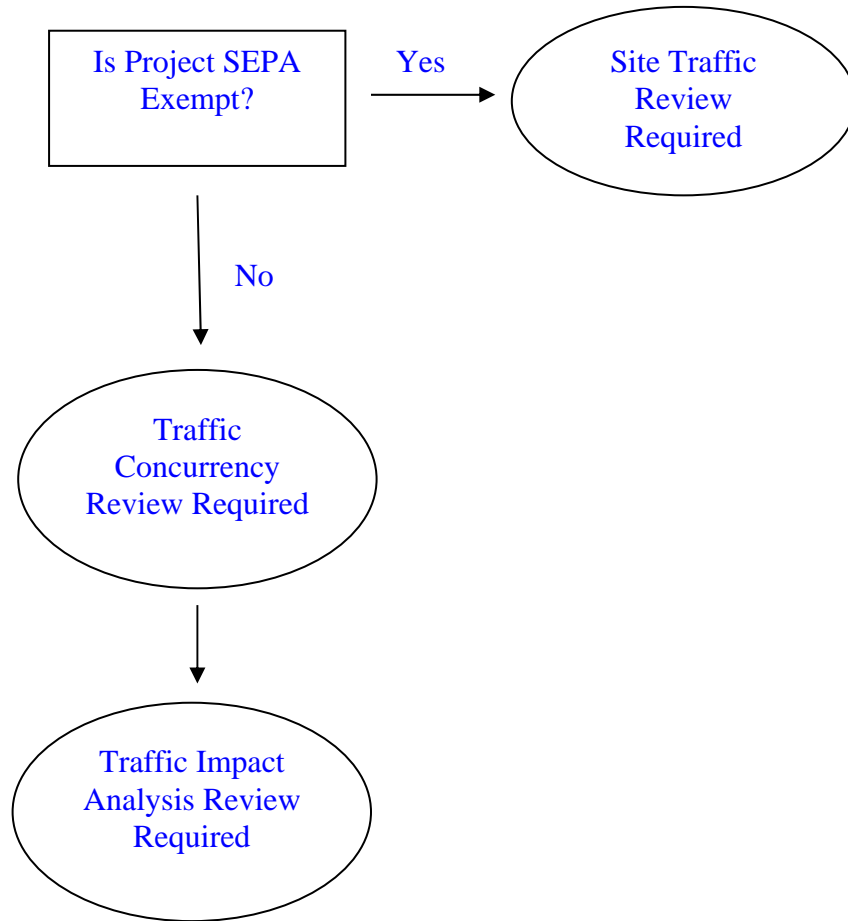 Is Project SEPA
Exempt?
Yes
Site Traffic
Review
Required
No
Traffic
Concurrency
Review Required
Traffic Impact
Analysis Review
Required